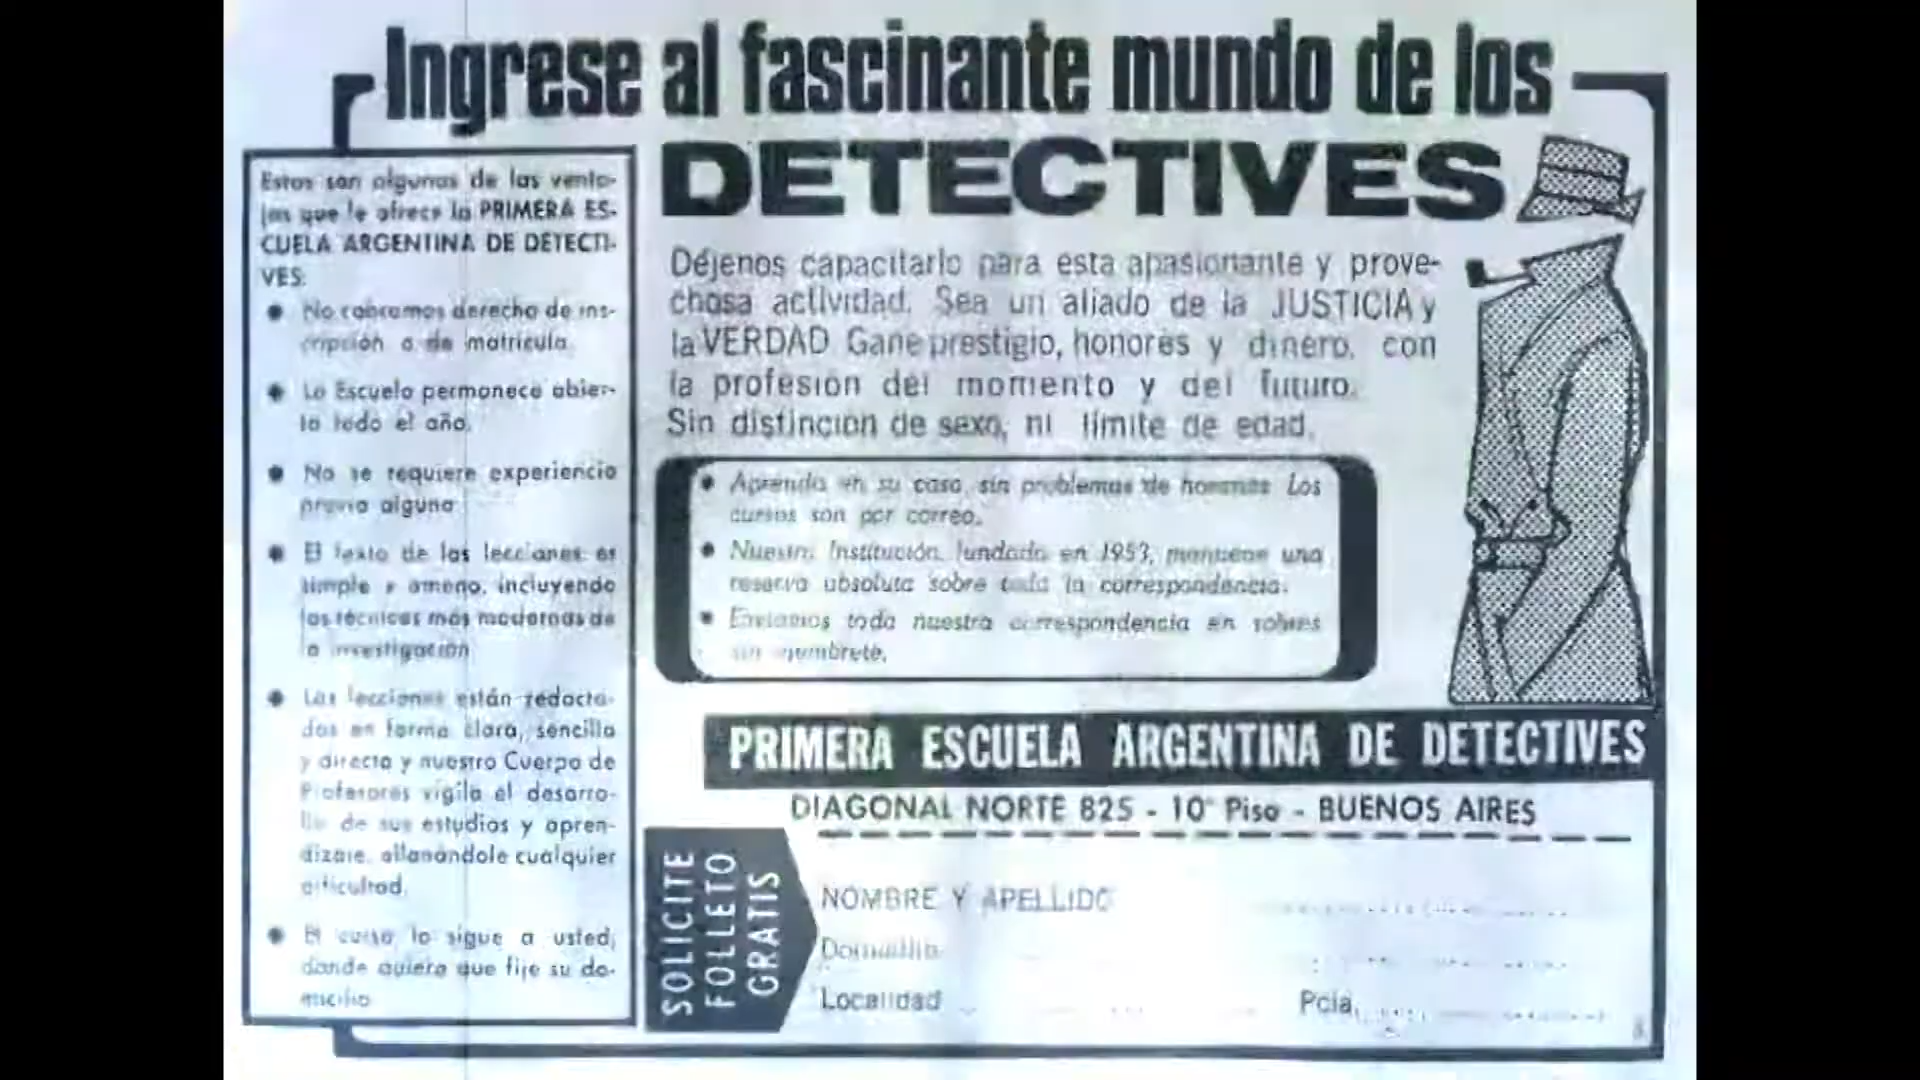 Ingrese al fascinante mundo de los
DETECTIVES
Estas son algunas de las venta-
jas que le ofrece la PRIMERA ES-
CUELA ARGENTINA DE DETECTI-
VES:
● No cobramos derecho de ins-
cripción o de matrícula.
● La Escuela permanece abier-
ta todo el año.
● No se requiere experiencia
previa alguna
● El texto de las lecciones es
simple y ameno, incluyendo
las técnicas más modernas de
la investigación
● Las lecciones están redacta-
das en forma clara, sencilla
y directa y nuestro Cuerpo de
Profesores vigila el desarro-
llo de sus estudios y apren-
dizaje, allanándole cualquier
dificultad.
● El curso lo sigue a usted,
donde quiera que fije su do-
micilio
Déjenos capacitarlo para esta apasionante y prove-
chosa actividad. Sea un aliado de la JUSTICIA y
la VERDAD Gane prestigio, honores y dinero, con
la profesión del momento y del futuro.
Sin distinción de sexo, ni límite de edad.
● Aprenda en su casa, sin problemas de horarios Los
cursos son por correo.
● Nuestra Institución, fundada en 1953, mantiene una
reserva absoluta sobre toda la correspondencia.
● Enviamos toda nuestra correspondencia en sobres
sin membrete.
PRIMERA ESCUELA ARGENTINA DE DETECTIVES
DIAGONAL NORTE 825 - 10° Piso - BUENOS AIRES
SOLICITE
FOLLETO
GRATIS
NOMBRE Y APELLIDO
Domicilio
Localidad Pcia.